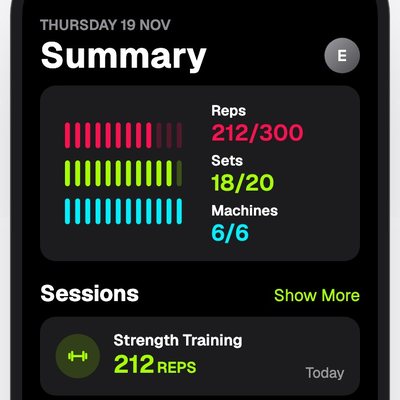 THURSDAY 19 NOV
Summary
E
Reps
212/300
Sets
18/20
Machines
6/6
Sessions
Show More
Strength Training
212 REPS
Today